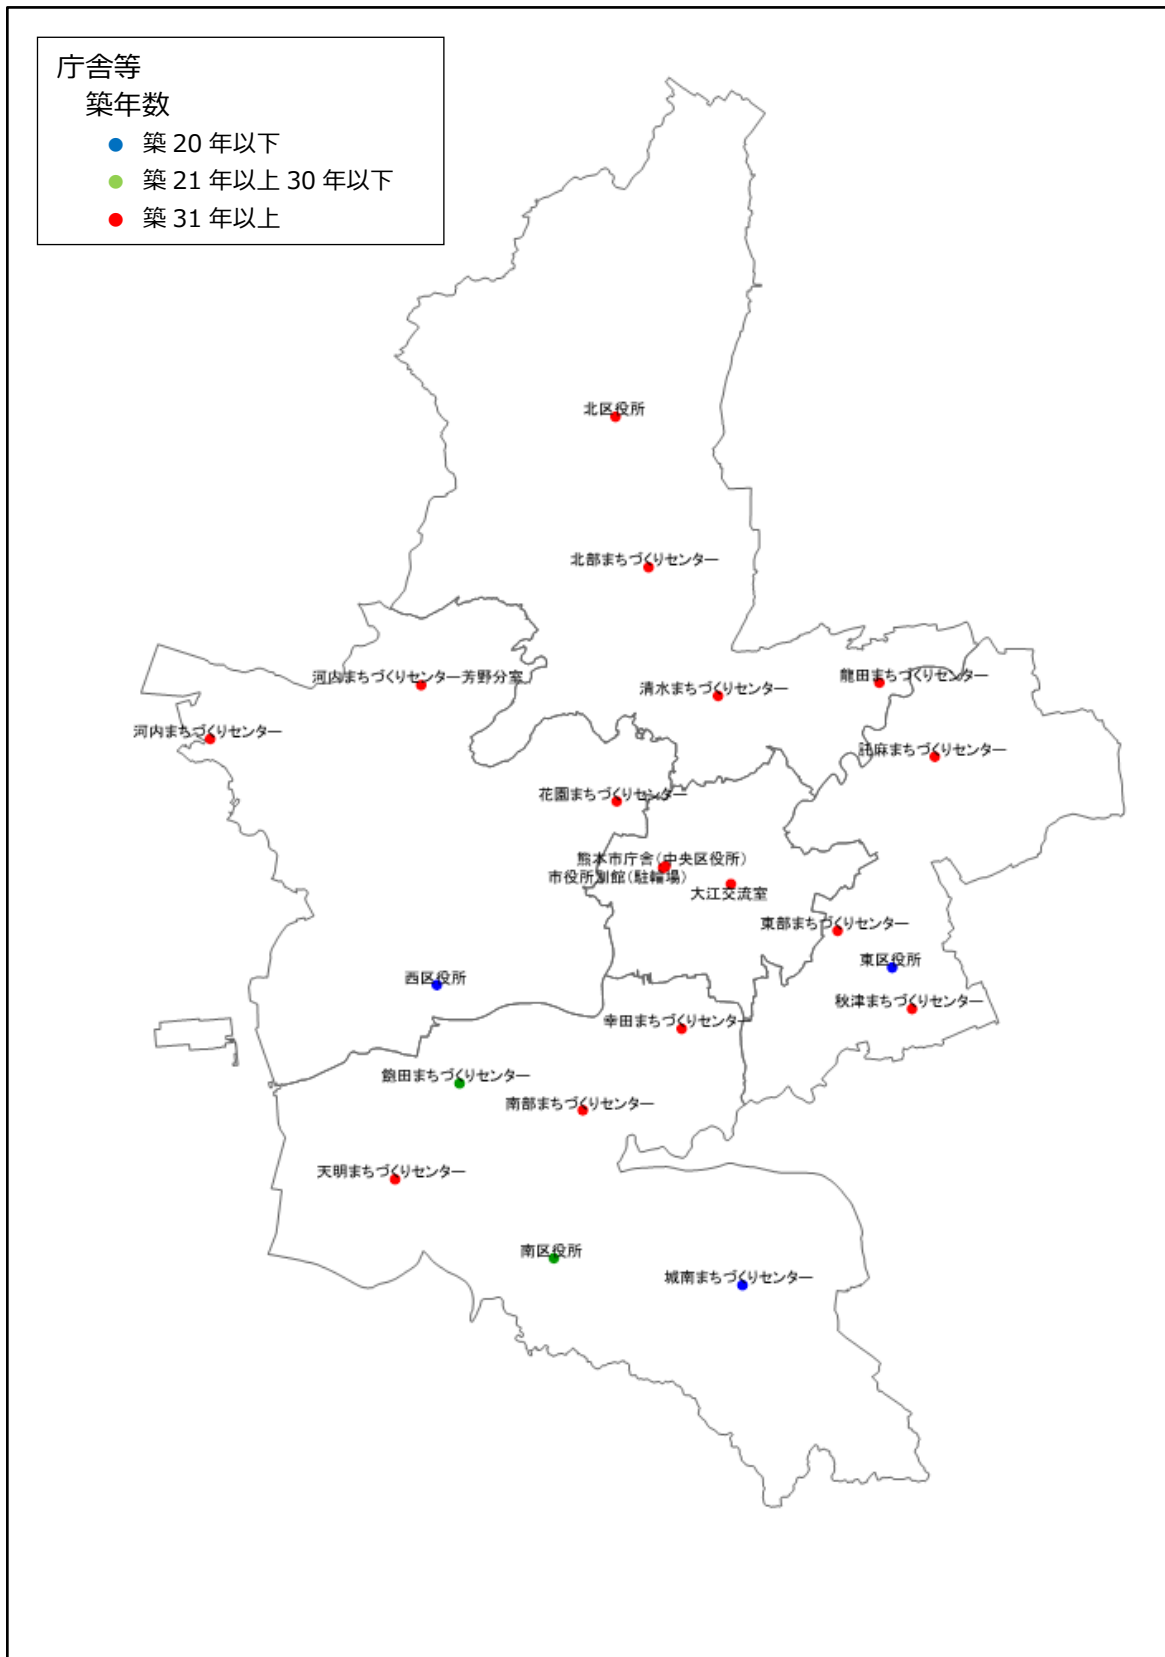 庁舎等
築年数
築 20 年以下
築 21 年以上 30 年以下
築 31 年以上
北区役所
北部まちづくりセンター
河内まちづくりセンター芳野分室
清水まちづくりセンター
龍田まちづくりセンター
河内まちづくりセンター
託麻まちづくりセンター
花園まちづくりセンター
熊本市庁舎(中央区役所)
市役所別館(駐輪場)
大江交流室
東部まちづくりセンター
東区役所
西区役所
秋津まちづくりセンター
幸田まちづくりセンター
飽田まちづくりセンター
南部まちづくりセンター
天明まちづくりセンター
南区役所
城南まちづくりセンター